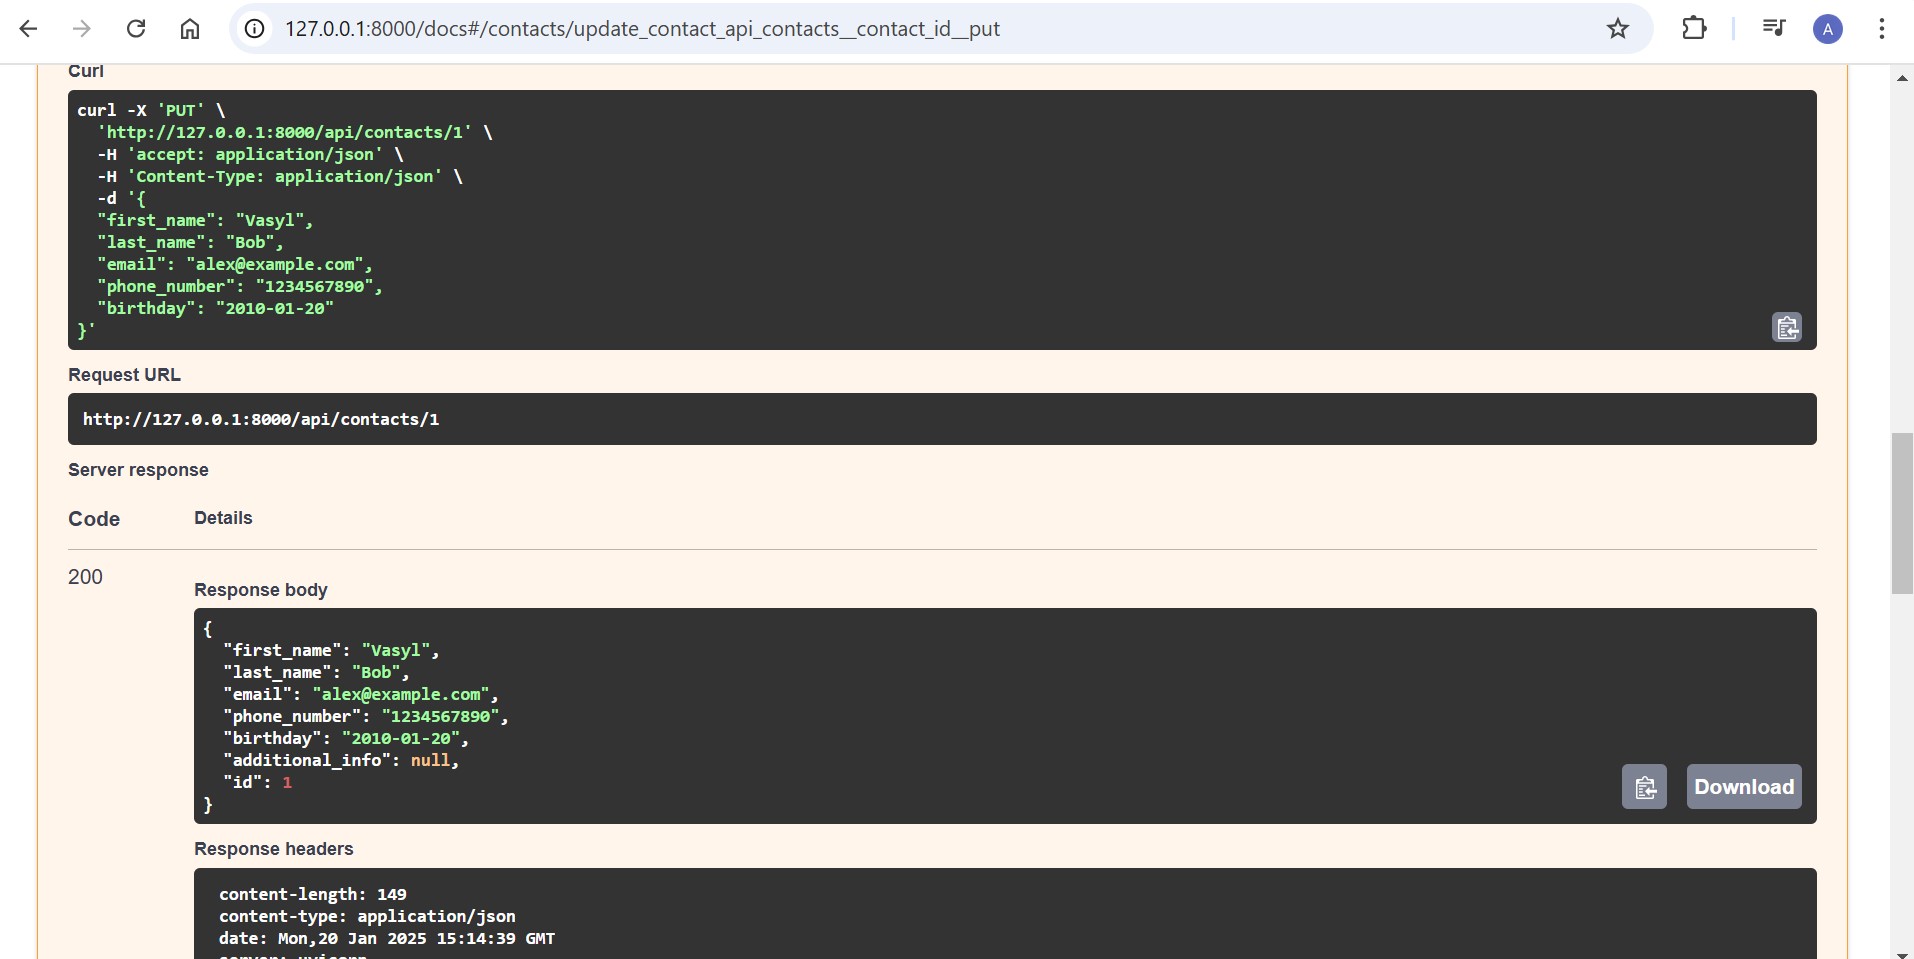 127.0.0.1:8000/docs#/contacts/update_contact_api_contacts__contact_id__put
A
Curl
curl -X 'PUT' \
'http://127.0.0.1:8000/api/contacts/1' \
-H 'accept: application/json' \
-H 'Content-Type: application/json' \
-d '{
"first_name": "Vasyl",
"last_name": "Bob",
"email": "alex@example.com",
"phone_number": "1234567890",
"birthday": "2010-01-20"
}'
Request URL
http://127.0.0.1:8000/api/contacts/1
Server response
Code Details
200
Response body
{
"first_name": "Vasyl",
"last_name": "Bob",
"email": "alex@example.com",
"phone_number": "1234567890",
"birthday": "2010-01-20",
"additional_info": null,
"id": 1
}
Download
Response headers
content-length: 149
content-type: application/json
date: Mon,20 Jan 2025 15:14:39 GMT
server: uvicorn